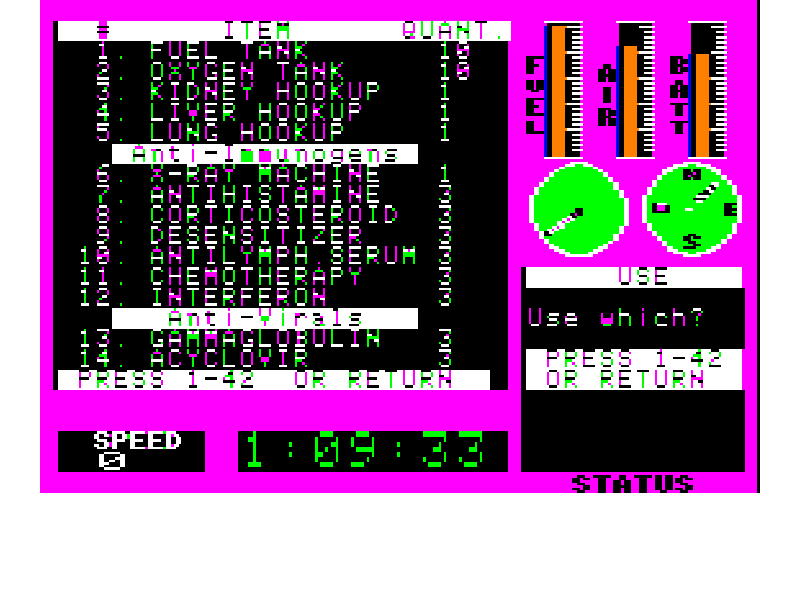 # ITEM QUANT.
1. FUEL TANK 10
2. OXYGEN TANK 10
3. KIDNEY HOOKUP 1
4. LIVER HOOKUP 1
5. LUNG HOOKUP 1
Anti-Immunogens
6. X-RAY MACHINE 1
7. ANTIHISTAMINE 3
8. CORTICOSTEROID 3
9. DESENSITIZER 3
10. ANTILYMPH.SERUM 3
11. CHEMOTHERAPY 3
12. INTERFERON 3
Anti-Virals
13. GAMMAGLOBULIN 3
14. ACYCLOVIR 3
PRESS 1-42 OR RETURN
SPEED
0
1:09:33
FUEL
AIR
BATT
N
W E
S
USE
Use which?
PRESS 1-42
OR RETURN
STATUS